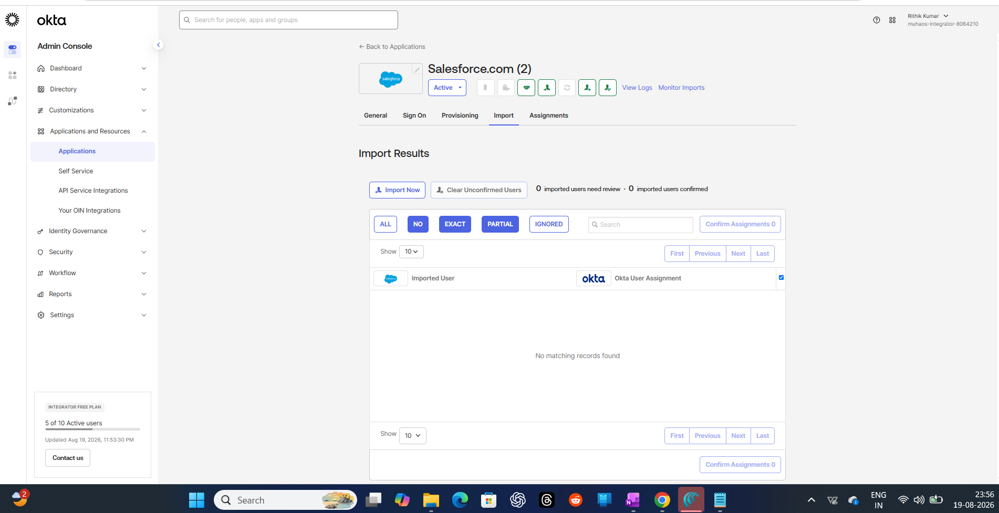 okta
Search for people, apps and groups
Rithik Kumar
muhaos-integrator-8064210
Admin Console
Dashboard
Directory
Customizations
Applications and Resources
Applications
Self Service
API Service Integrations
Your OIN Integrations
Identity Governance
Security
Workflow
Reports
Settings
INTEGRATOR FREE PLAN
5 of 10 Active users
Updated Aug 19, 2026, 11:53:30 PM
Contact us
← Back to Applications
salesforce
Salesforce.com (2)
Active
View Logs
Monitor Imports
General
Sign On
Provisioning
Import
Assignments
Import Results
Import Now
Clear Unconfirmed Users
0 imported users need review · 0 imported users confirmed
ALL
NO
EXACT
PARTIAL
IGNORED
Search
Confirm Assignments 0
Show 10
First Previous Next Last
Imported User
okta
Okta User Assignment
No matching records found
Show 10
First Previous Next Last
Confirm Assignments 0
2
Search
N
ENG
IN
23:56
19-08-2026